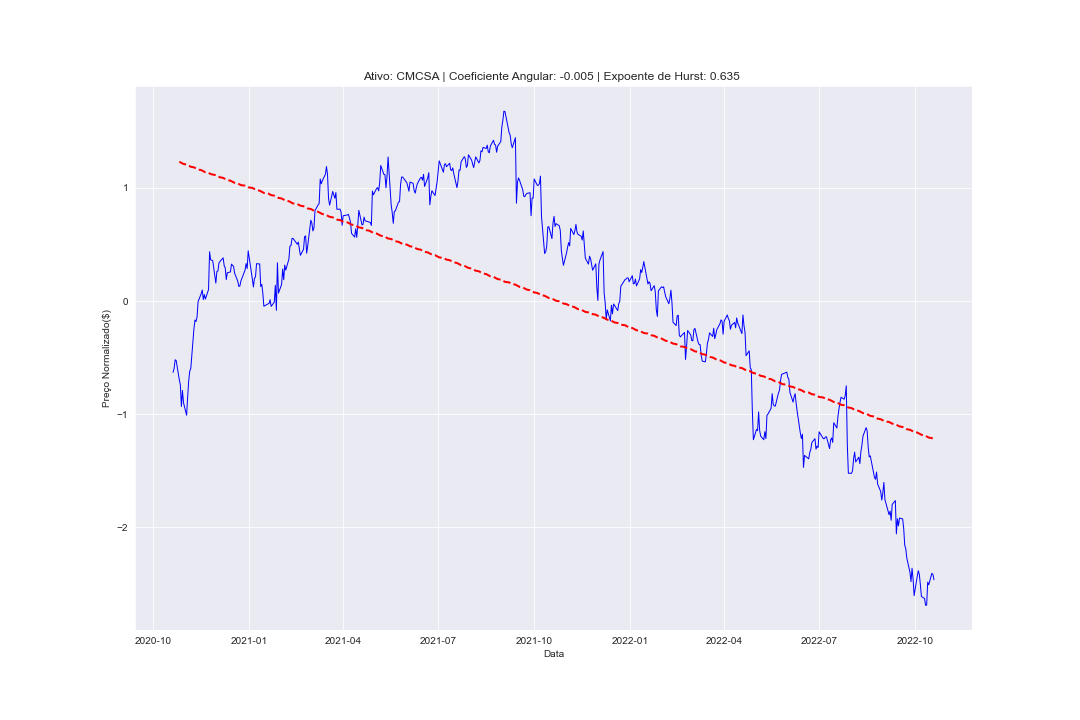 Ativo: CMCSA | Coeficiente Angular: -0.005 | Expoente de Hurst: 0.635
Preço Normalizado($)
1
0
−1
−2
2020-10 2021-01 2021-04 2021-07 2021-10 2022-01 2022-04 2022-07 2022-10
Data